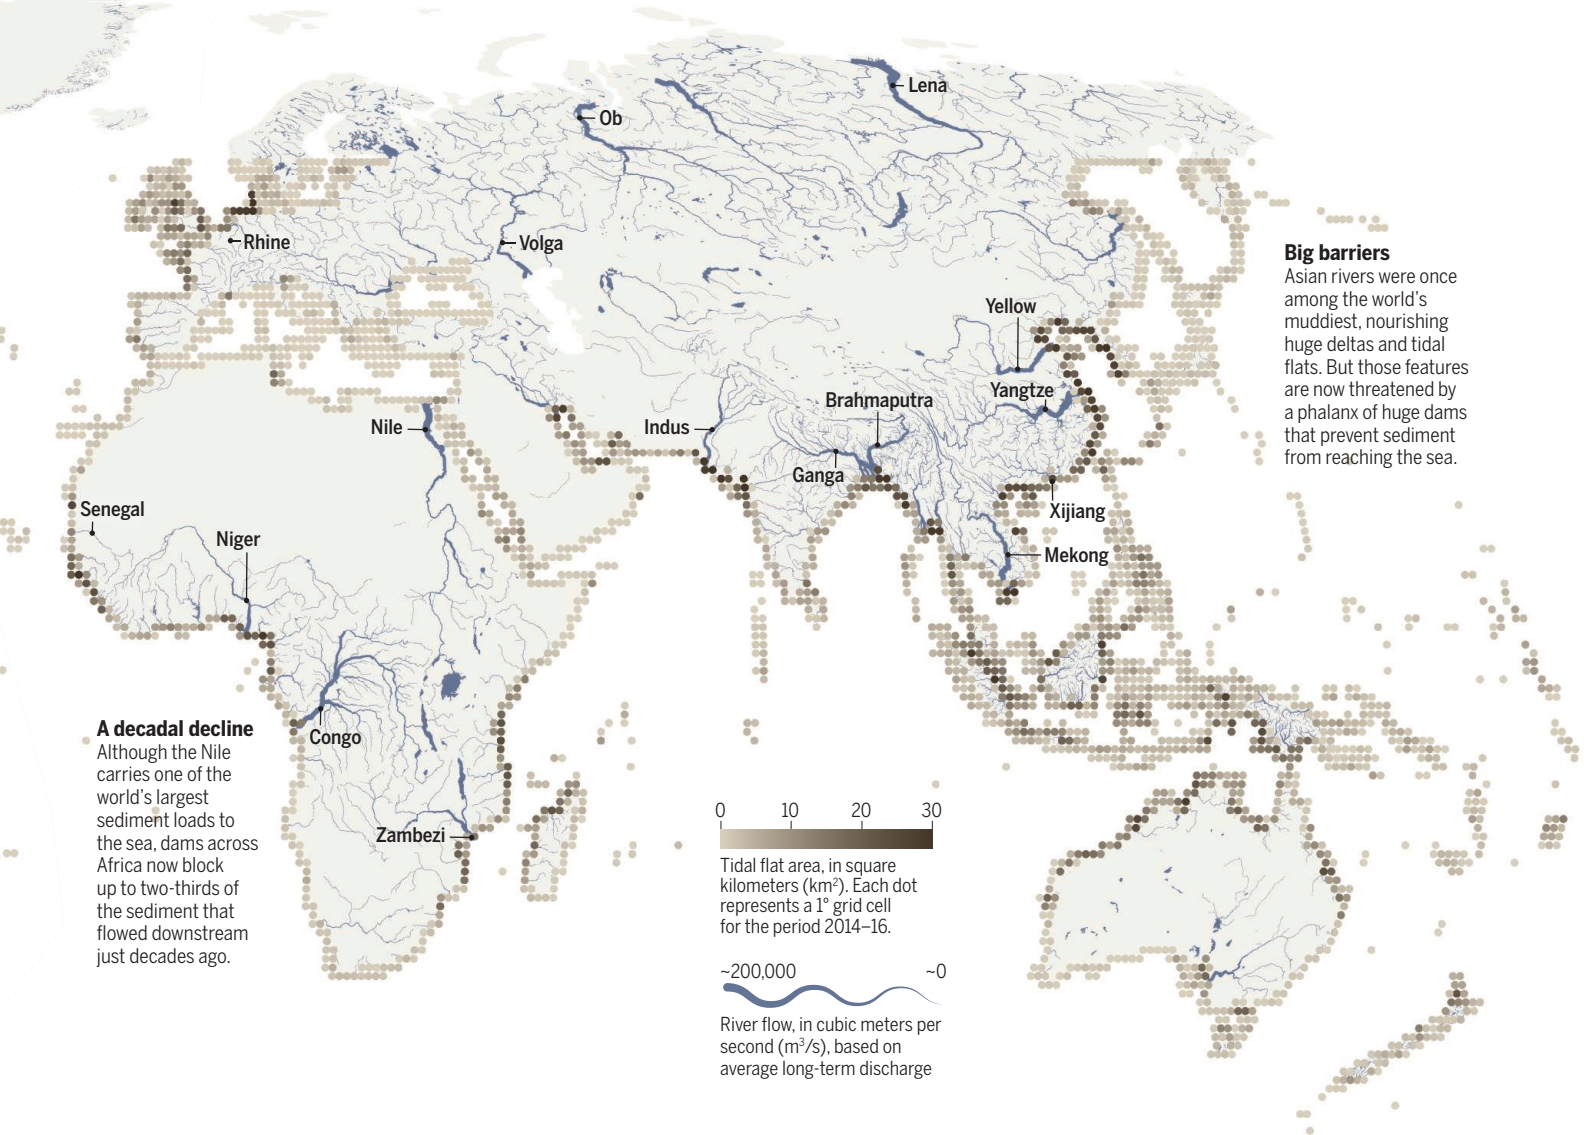 Lena
Ob
Rhine
Volga
Big barriers
Asian rivers were once
among the world's
muddiest, nourishing
huge deltas and tidal
flats. But those features
are now threatened by
a phalanx of huge dams
that prevent sediment
from reaching the sea.
Yellow
Yangtze
Brahmaputra
Nile
Indus
Ganga
Xijiang
Senegal
Niger
Mekong
A decadal decline
Although the Nile
carries one of the
world's largest
sediment loads to
the sea, dams across
Africa now block
up to two-thirds of
the sediment that
flowed downstream
just decades ago.
Congo
Zambezi
0 10 20 30
Tidal flat area, in square
kilometers (km²). Each dot
represents a 1° grid cell
for the period 2014–16.
~200,000 ~0
River flow, in cubic meters per
second (m³/s), based on
average long-term discharge